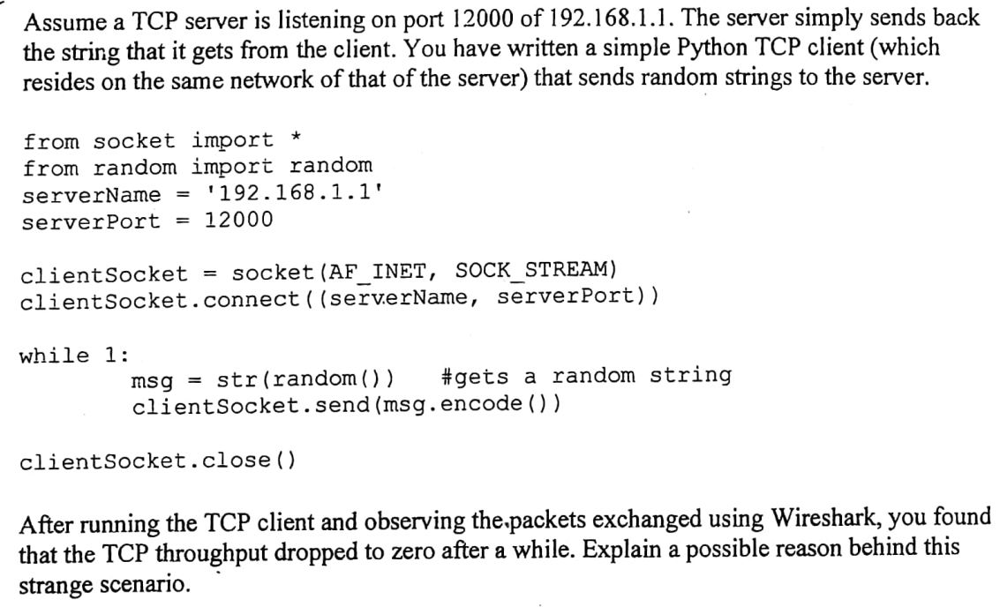 Assume a TCP server is listening on port 12000 of 192.168.1.1. The server simply sends back
the string that it gets from the client. You have written a simple Python TCP client (which
resides on the same network of that of the server) that sends random strings to the server.
from socket import *
from random import random
serverName = '192.168.1.1'
serverPort = 12000
clientSocket = socket(AF_INET, SOCK_STREAM)
clientSocket.connect((serverName, serverPort))
while 1:
msg = str(random()) #gets a random string
clientSocket.send(msg.encode())
clientSocket.close()
After running the TCP client and observing the packets exchanged using Wireshark, you found
that the TCP throughput dropped to zero after a while. Explain a possible reason behind this
strange scenario.